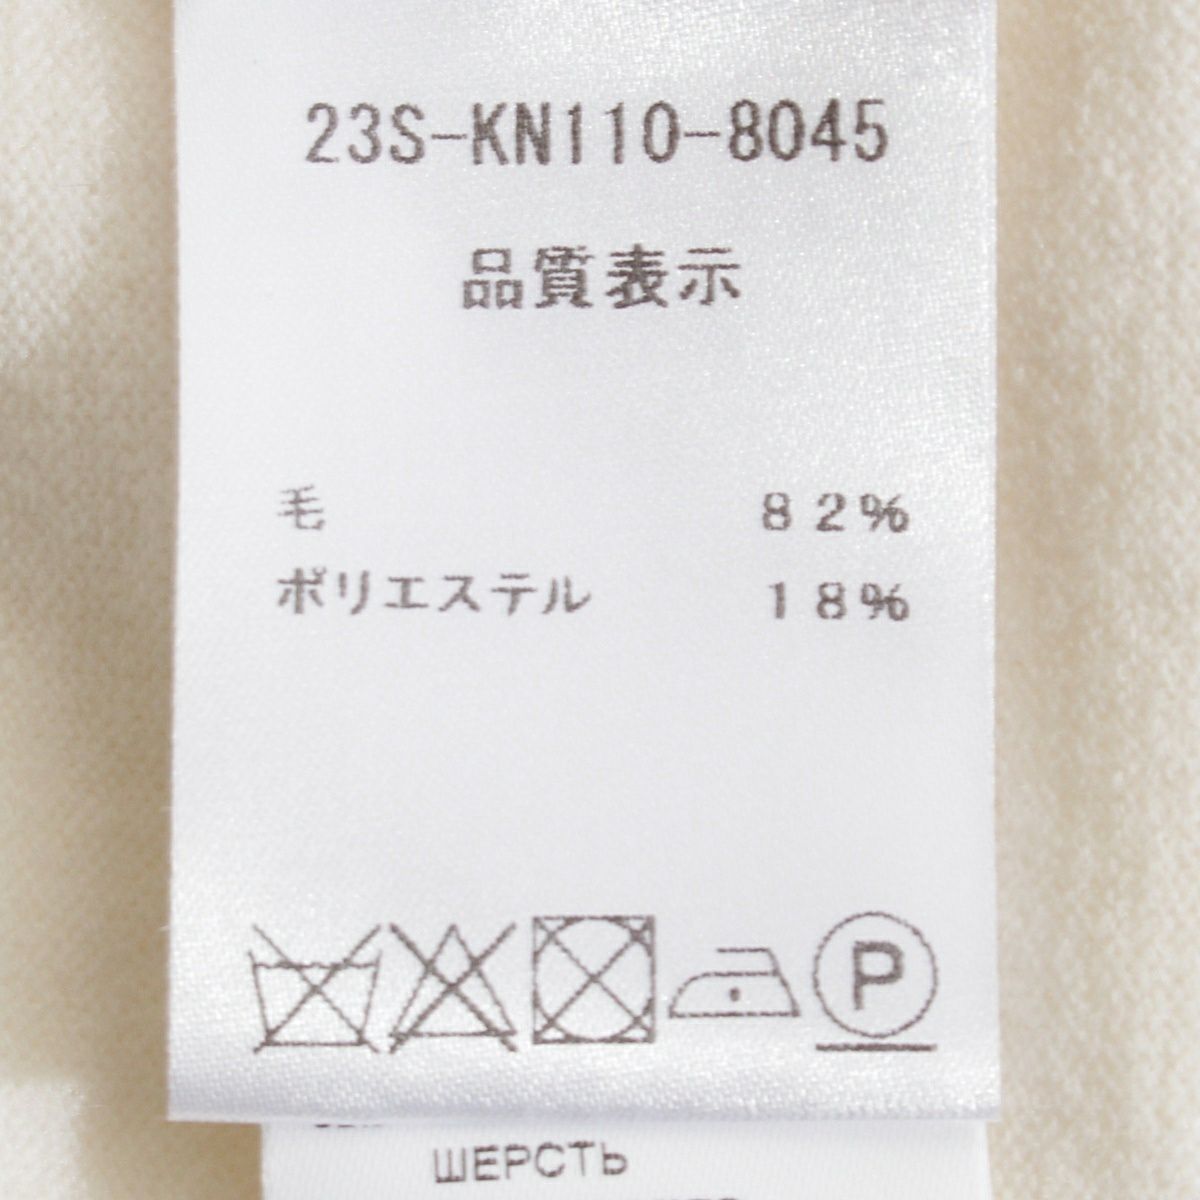 23S-KN110-8045
品質表示
毛 82%
ポリエステル 18%
P
ШЕРСТЬ